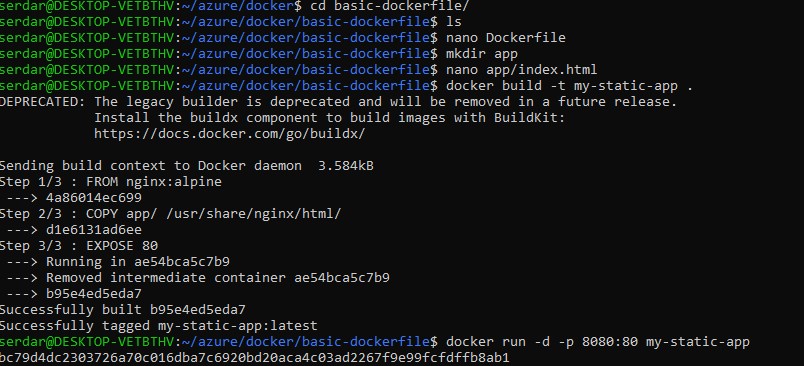 serdar@DESKTOP-VETBTHV:~/azure/docker$ cd basic-dockerfile/
serdar@DESKTOP-VETBTHV:~/azure/docker/basic-dockerfile$ ls
serdar@DESKTOP-VETBTHV:~/azure/docker/basic-dockerfile$ nano Dockerfile
serdar@DESKTOP-VETBTHV:~/azure/docker/basic-dockerfile$ mkdir app
serdar@DESKTOP-VETBTHV:~/azure/docker/basic-dockerfile$ nano app/index.html
serdar@DESKTOP-VETBTHV:~/azure/docker/basic-dockerfile$ docker build -t my-static-app .
DEPRECATED: The legacy builder is deprecated and will be removed in a future release.
            Install the buildx component to build images with BuildKit:
            https://docs.docker.com/go/buildx/

Sending build context to Docker daemon  3.584kB
Step 1/3 : FROM nginx:alpine
 ---> 4a86014ec699
Step 2/3 : COPY app/ /usr/share/nginx/html/
 ---> d1e6131ad6ee
Step 3/3 : EXPOSE 80
 ---> Running in ae54bca5c7b9
 ---> Removed intermediate container ae54bca5c7b9
 ---> b95e4ed5eda7
Successfully built b95e4ed5eda7
Successfully tagged my-static-app:latest
serdar@DESKTOP-VETBTHV:~/azure/docker/basic-dockerfile$ docker run -d -p 8080:80 my-static-app
bc79d4dc2303726a70c016dba7c6920bd20aca4c03ad2267f9e99fcfdffb8ab1